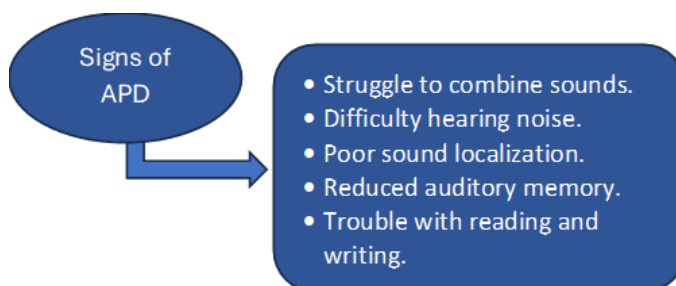 Signs of
APD
• Struggle to combine sounds.
• Difficulty hearing noise.
• Poor sound localization.
• Reduced auditory memory.
• Trouble with reading and
writing.